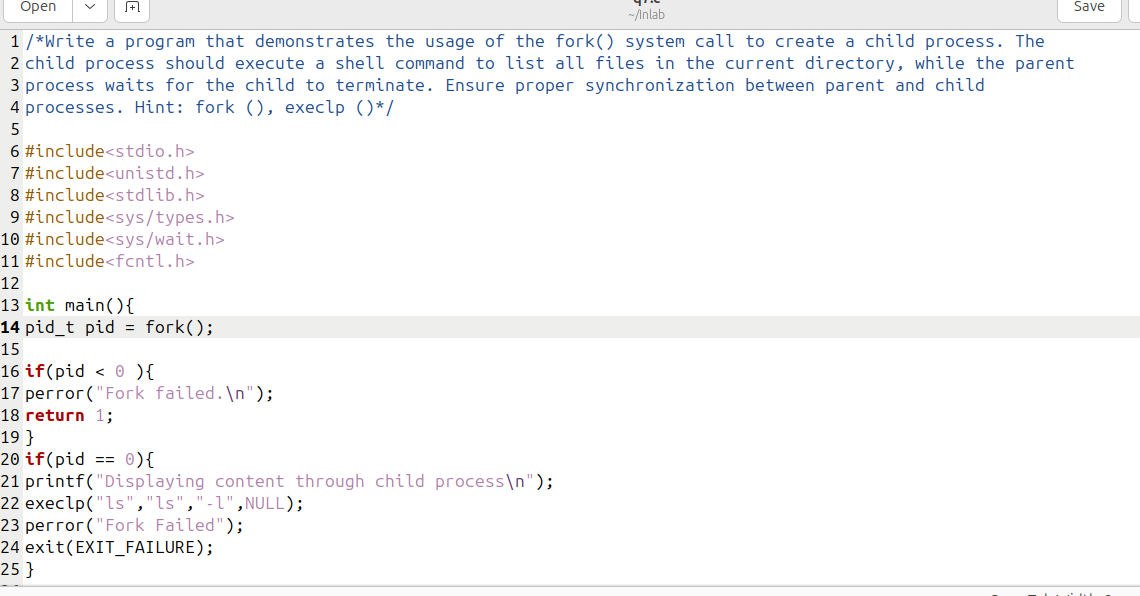 Open
~/Inlab
Save
1 /*Write a program that demonstrates the usage of the fork() system call to create a child process. The
2 child process should execute a shell command to list all files in the current directory, while the parent
3 process waits for the child to terminate. Ensure proper synchronization between parent and child
4 processes. Hint: fork (), execlp ()*/
5
6 #include<stdio.h>
7 #include<unistd.h>
8 #include<stdlib.h>
9 #include<sys/types.h>
10 #include<sys/wait.h>
11 #include<fcntl.h>
12
13 int main(){
14 pid_t pid = fork();
15
16 if(pid < 0 ){
17 perror("Fork failed.\n");
18 return 1;
19 }
20 if(pid == 0){
21 printf("Displaying content through child process\n");
22 execlp("ls","ls","-l",NULL);
23 perror("Fork Failed");
24 exit(EXIT_FAILURE);
25 }